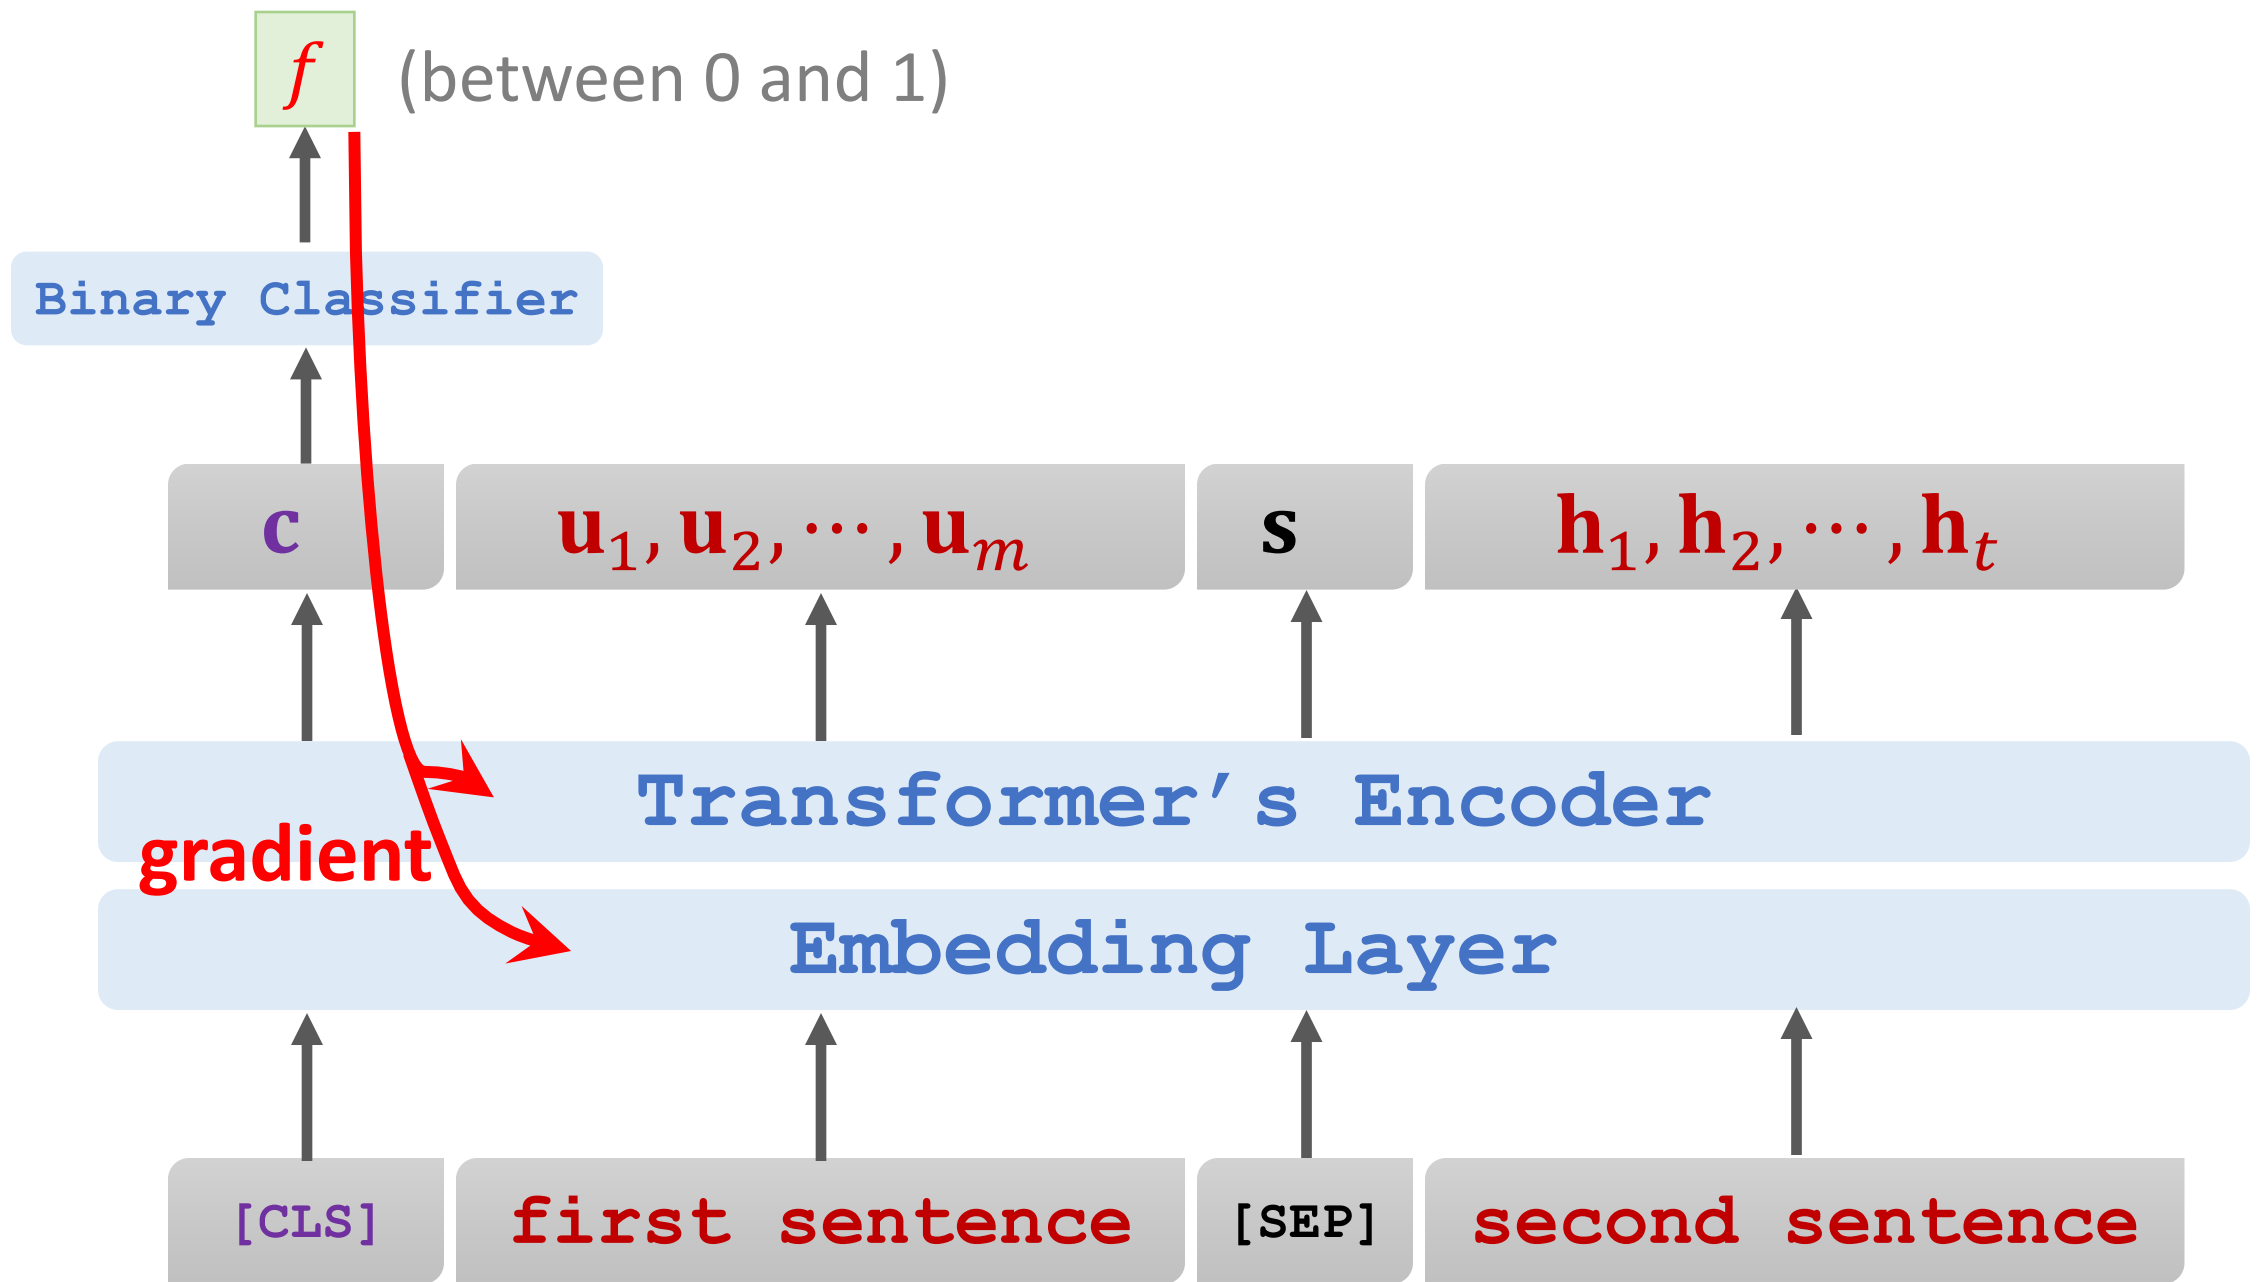 f (between 0 and 1)
Binary Classifier
c u₁, u₂, ⋯, uₘ s h₁, h₂, ⋯, hₜ
Transformer’s Encoder
gradient
Embedding Layer
[CLS] first sentence [SEP] second sentence